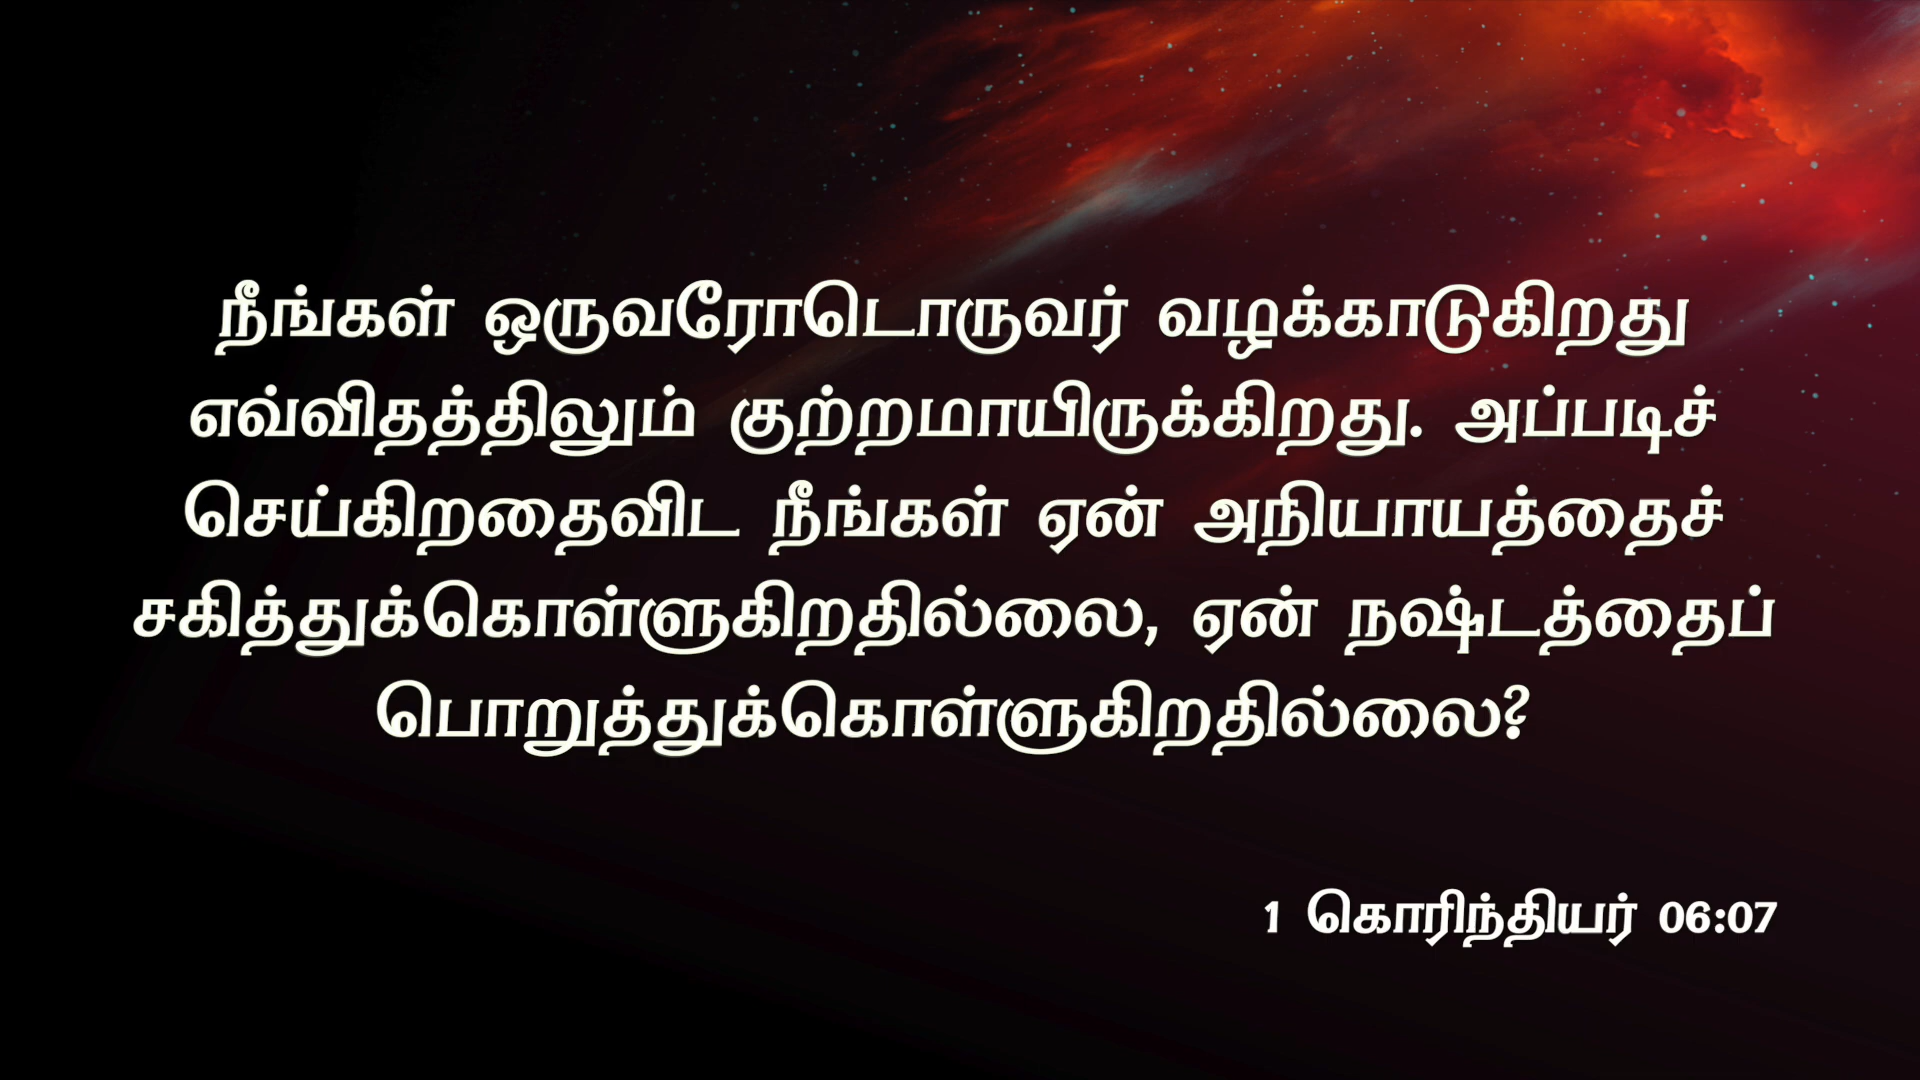 நீங்கள் ஒருவரோடொருவர் வழக்காடுகிறது
எவ்விதத்திலும் குற்றமாயிருக்கிறது. அப்படிச்
செய்கிறதைவிட நீங்கள் ஏன் அநியாயத்தைச்
சகித்துக்கொள்ளுகிறதில்லை, ஏன் நஷ்டத்தைப்
பொறுத்துக்கொள்ளுகிறதில்லை?
1 கொரிந்தியர் 06:07